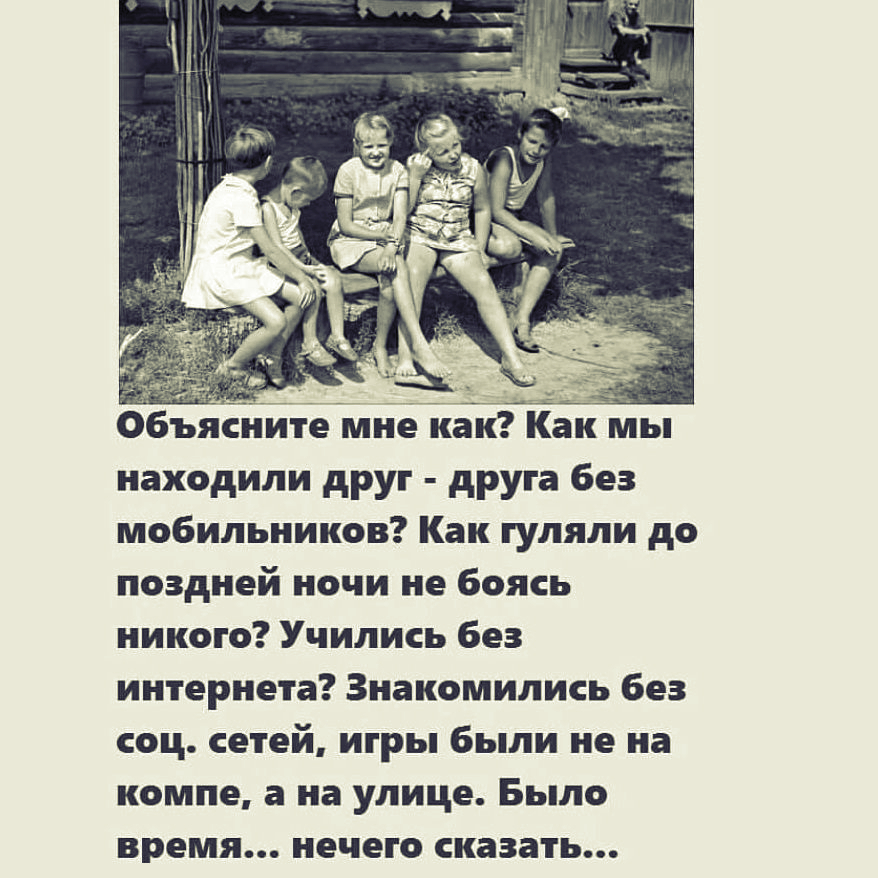 Объясните мне как? Как мы
находили друг - друга без
мобильников? Как гуляли до
поздней ночи не боясь
никого? Учились без
интернета? Знакомились без
соц. сетей, игры были не на
компе, а на улице. Было
время... нечего сказать...